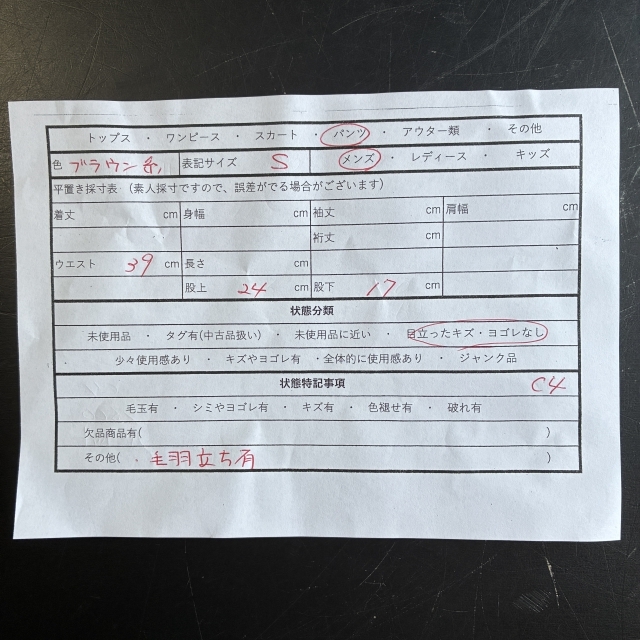 トップス ・ ワンピース ・ スカート ・ パンツ ・ アウター類 ・ その他
色 ブラウン系 表記サイズ S メンズ ・ レディース ・ キッズ
平置き採寸表 (素人採寸ですので、誤差がでる場合がございます)
着丈 cm 身幅 cm 袖丈 cm 肩幅 cm
裄丈 cm
ウエスト 39 cm 長さ cm
股上 24 cm 股下 17 cm
状態分類
未使用品 ・ タグ有(中古品扱い) ・ 未使用品に近い ・ 目立ったキズ・ヨゴレなし
少々使用感あり ・ キズやヨゴレ有 ・全体的に使用感あり ・ ジャンク品
状態特記事項 C4
毛玉有 ・ シミやヨゴレ有 ・ キズ有 ・ 色褪せ有 ・ 破れ有
欠品商品有( )
その他( 毛羽立ち有 )